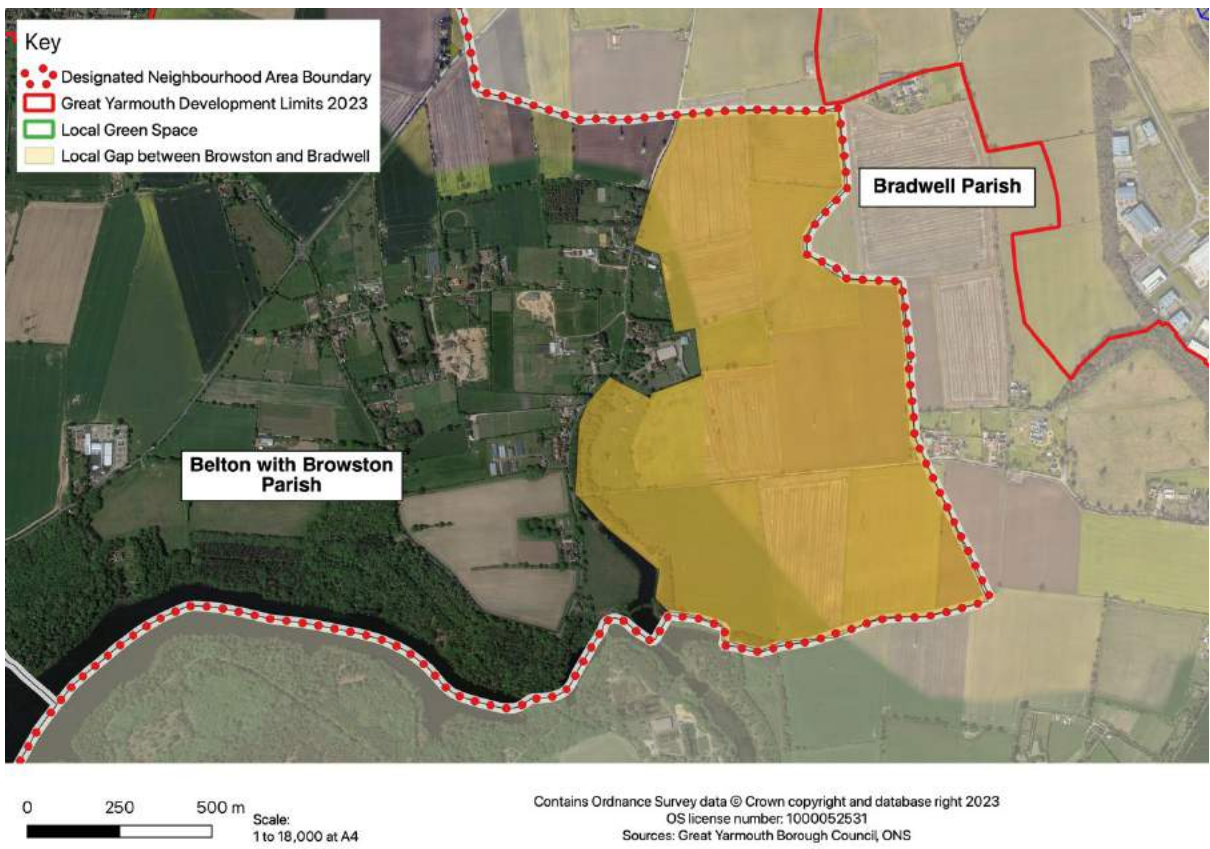 Key
Designated Neighbourhood Area Boundary
Great Yarmouth Development Limits 2023
Local Green Space
Local Gap between Browston and Bradwell
Bradwell Parish
Belton with Browston
Parish
0 250 500 m
Scale:
1 to 18,000 at A4
Contains Ordnance Survey data © Crown copyright and database right 2023
OS license number: 1000052531
Sources: Great Yarmouth Borough Council, ONS